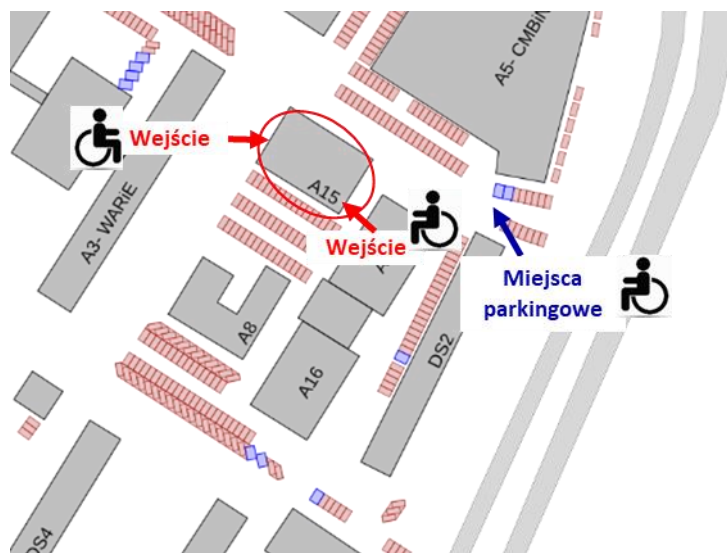 A5- CMBiN
Wejście
A15
A3- WARiE
Wejście
Miejsca
parkingowe
A8
DS2
A16
DS4